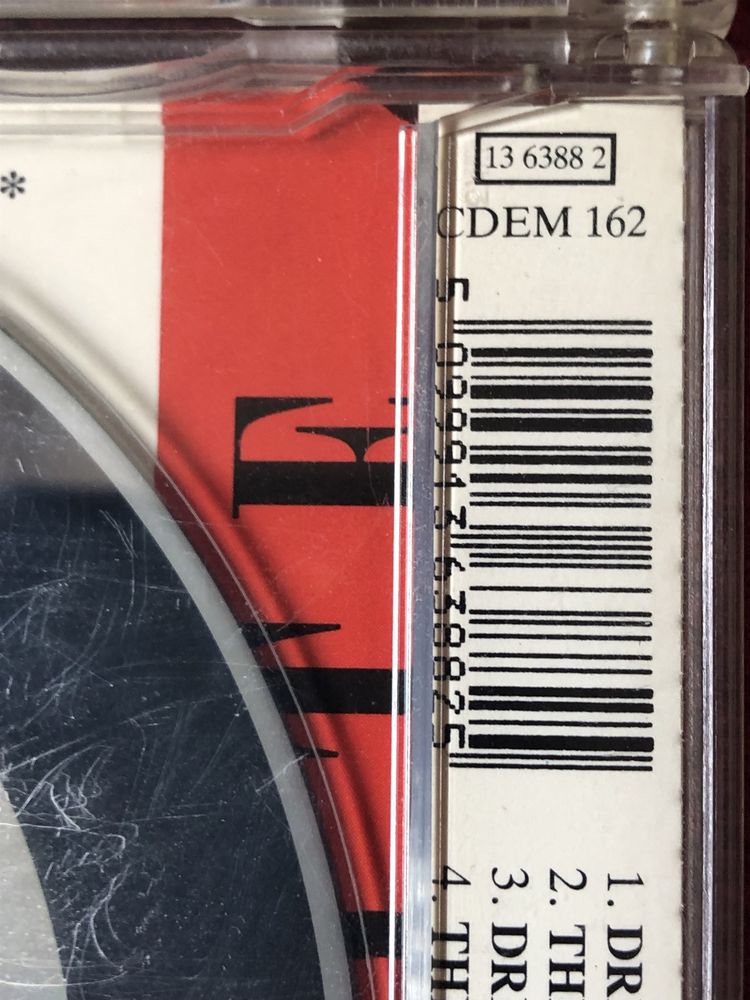 *
13 6388 2
CDEM 162
5 099913 638825
E
1. DR
2. TH
3. DR
4. TH